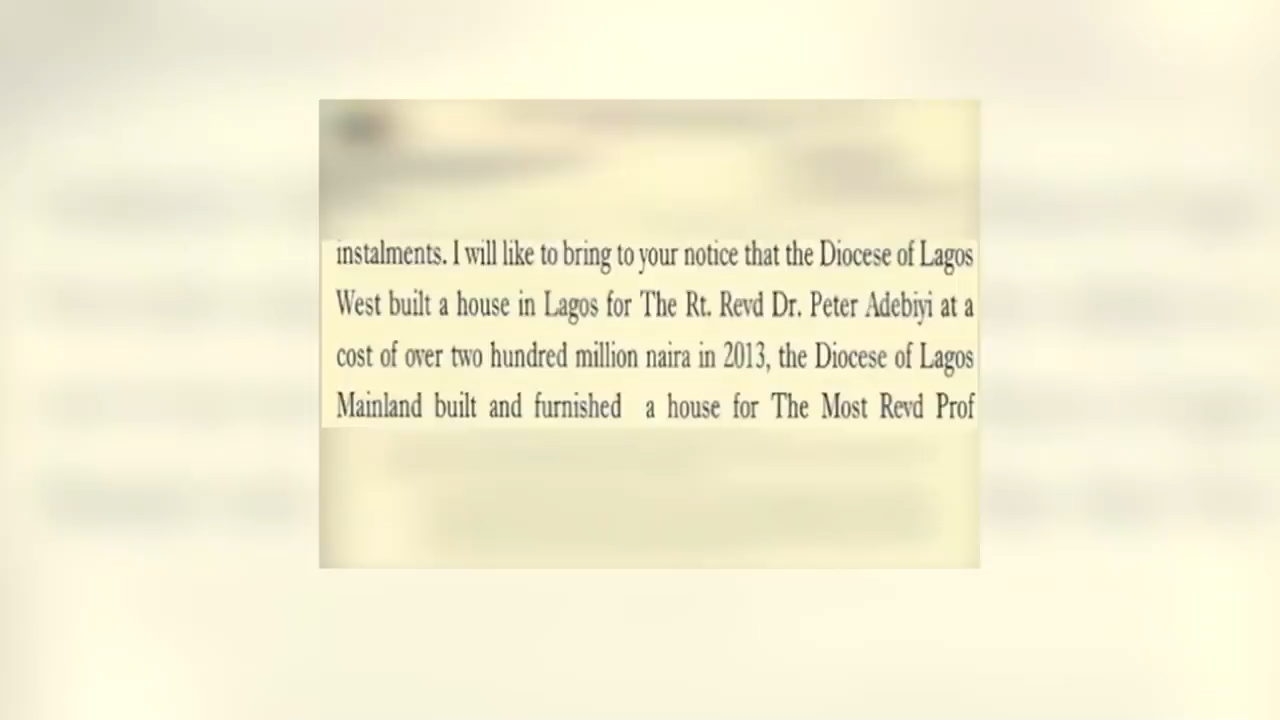 instalments. I will like to bring to your notice that the Diocese of Lagos
West built a house in Lagos for The Rt. Revd Dr. Peter Adebiyi at a
cost of over two hundred million naira in 2013, the Diocese of Lagos
Mainland built and furnished a house for The Most Revd Prof